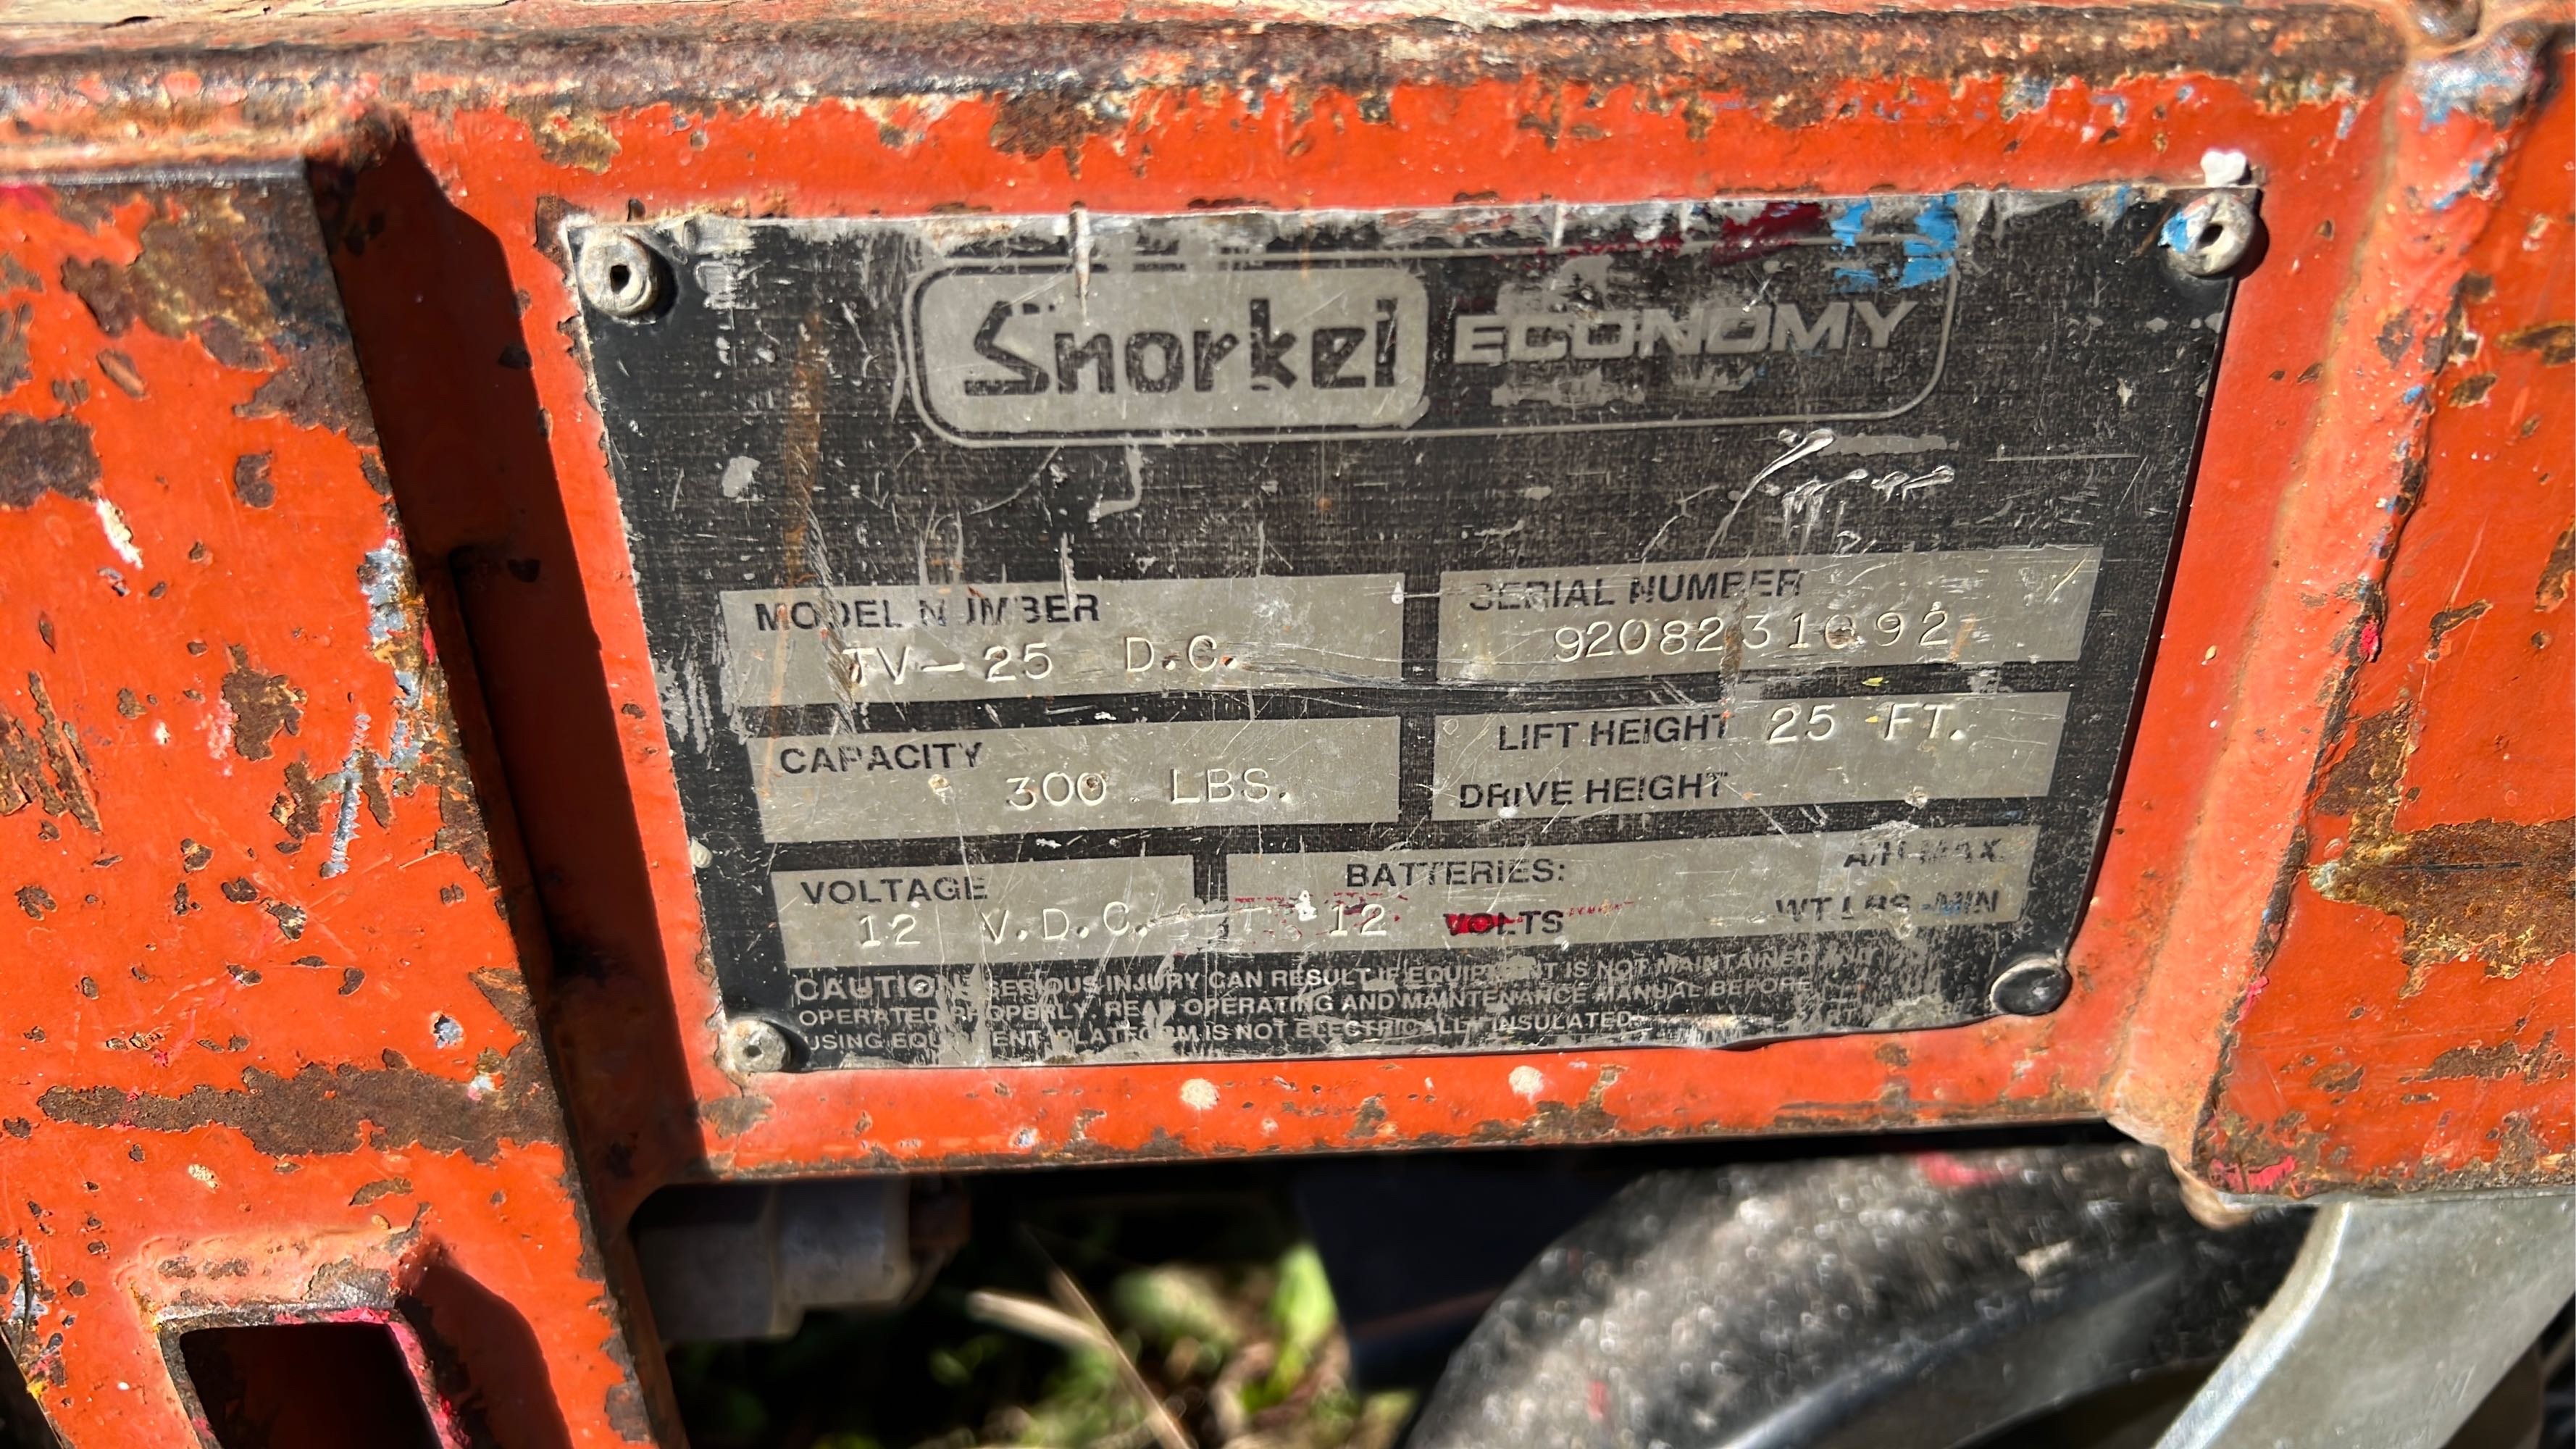 Snorkel ECONOMY
MODEL NUMBER
TV-25 D.C.
SERIAL NUMBER
9208231092
CAPACITY
300 LBS.
LIFT HEIGHT 25 FT.
DRIVE HEIGHT
VOLTAGE
12 V.D.C.
BATTERIES:
12 VOLTS
A/H-MAX.
WT LBS-MIN
CAUTION: SERIOUS INJURY CAN RESULT IF EQUIPMENT IS NOT MAINTAINED AND
OPERATED PROPERLY. READ OPERATING AND MAINTENANCE MANUAL BEFORE
USING EQUIPMENT. PLATFORM IS NOT ELECTRICALLY INSULATED.